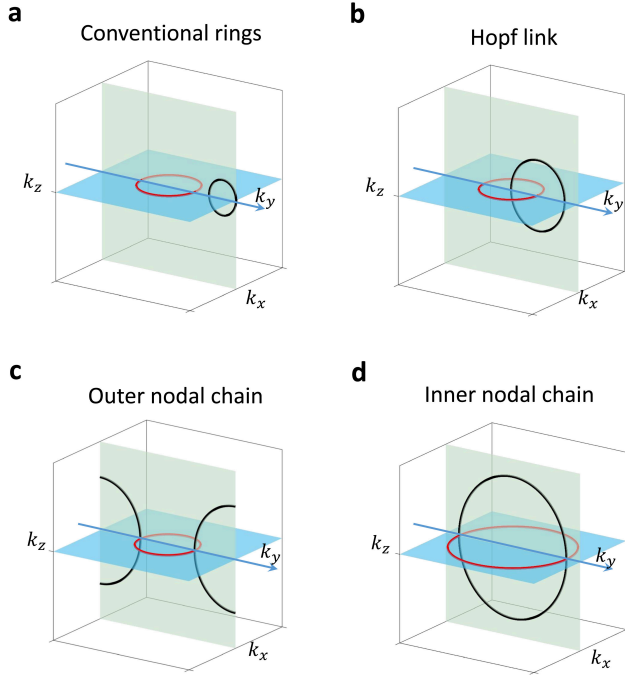 a
Conventional rings
k_z
k_y
k_x
b
Hopf link
k_z
k_y
k_x
c
Outer nodal chain
k_z
k_y
k_x
d
Inner nodal chain
k_z
k_y
k_x